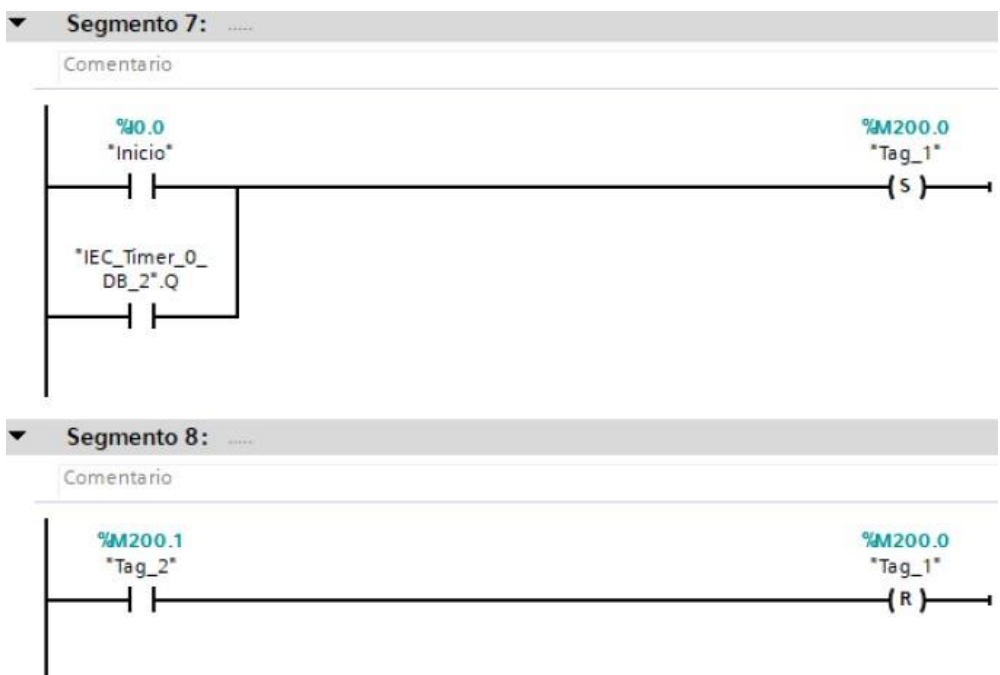 Segmento 7: .....
Comentario
%I0.0
"Inicio"
%M200.0
"Tag_1"
S
"IEC_Timer_0_
DB_2".Q
Segmento 8: .....
Comentario
%M200.1
"Tag_2"
%M200.0
"Tag_1"
R